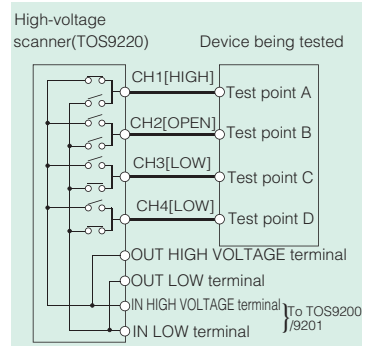 High-voltage
scanner(TOS9220) Device being tested
CH1[HIGH]
Test point A
CH2[OPEN]
Test point B
CH3[LOW]
Test point C
CH4[LOW]
Test point D
OUT HIGH VOLTAGE terminal
OUT LOW terminal
IN HIGH VOLTAGE terminal
To TOS9200
/9201
IN LOW terminal